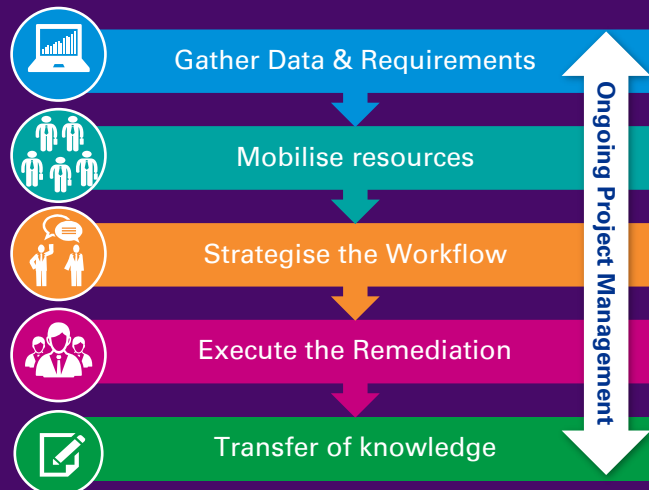 Gather Data & Requirements
Mobilise resources
Strategise the Workflow
Execute the Remediation
Transfer of knowledge
Ongoing Project Management